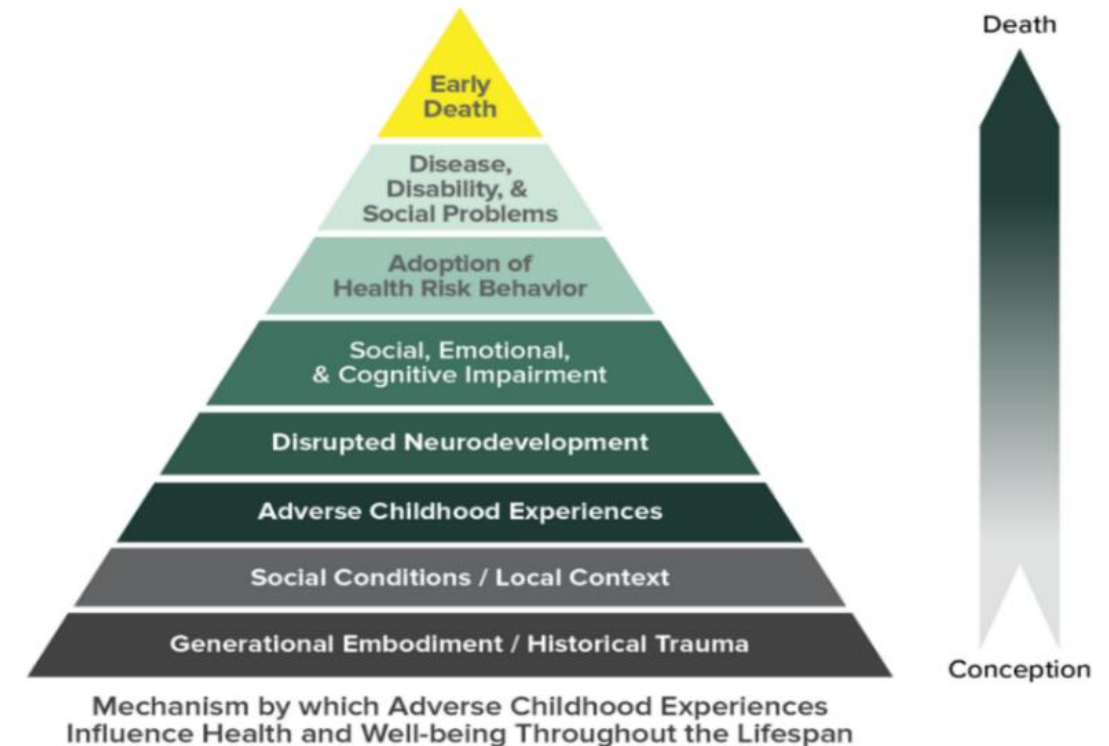 Early
Death
Disease,
Disability, &
Social Problems
Adoption of
Health Risk Behavior
Social, Emotional,
& Cognitive Impairment
Disrupted Neurodevelopment
Adverse Childhood Experiences
Social Conditions / Local Context
Generational Embodiment / Historical Trauma
Mechanism by which Adverse Childhood Experiences
Influence Health and Well-being Throughout the Lifespan
Death
Conception